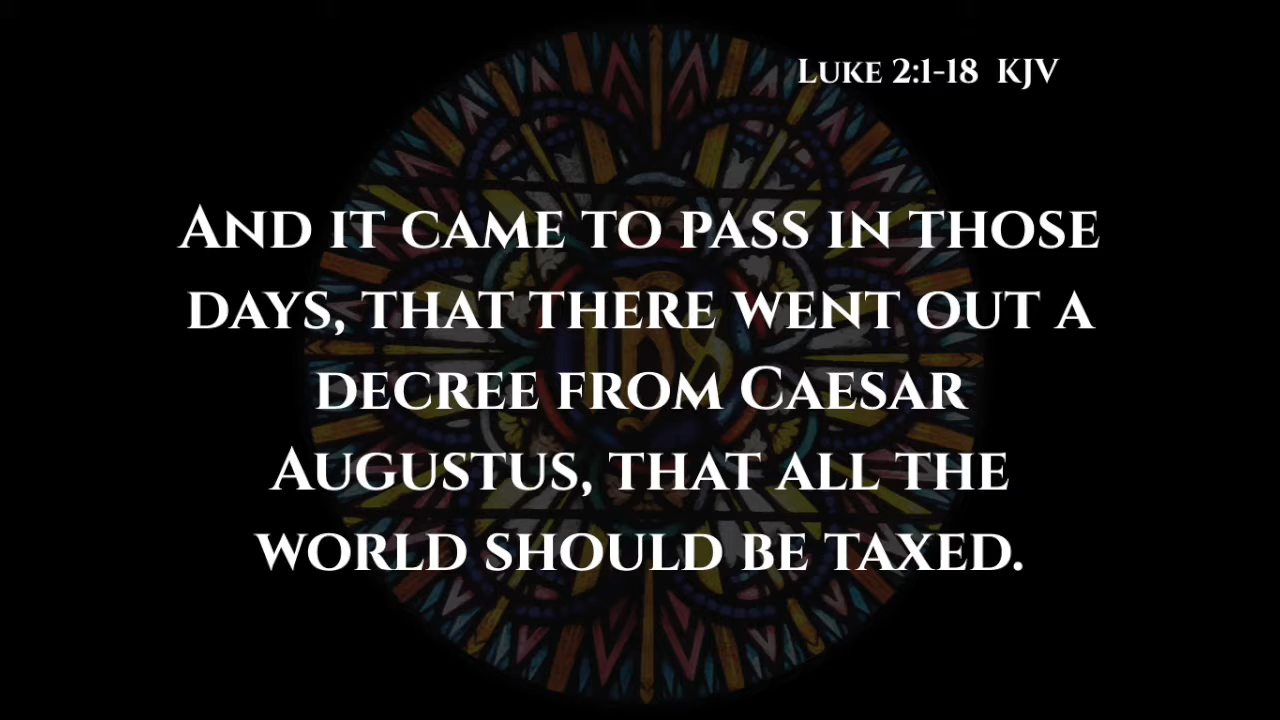 Luke 2:1-18 KJV
And it came to pass in those
days, that there went out a
decree from Caesar
Augustus, that all the
world should be taxed.
IHS